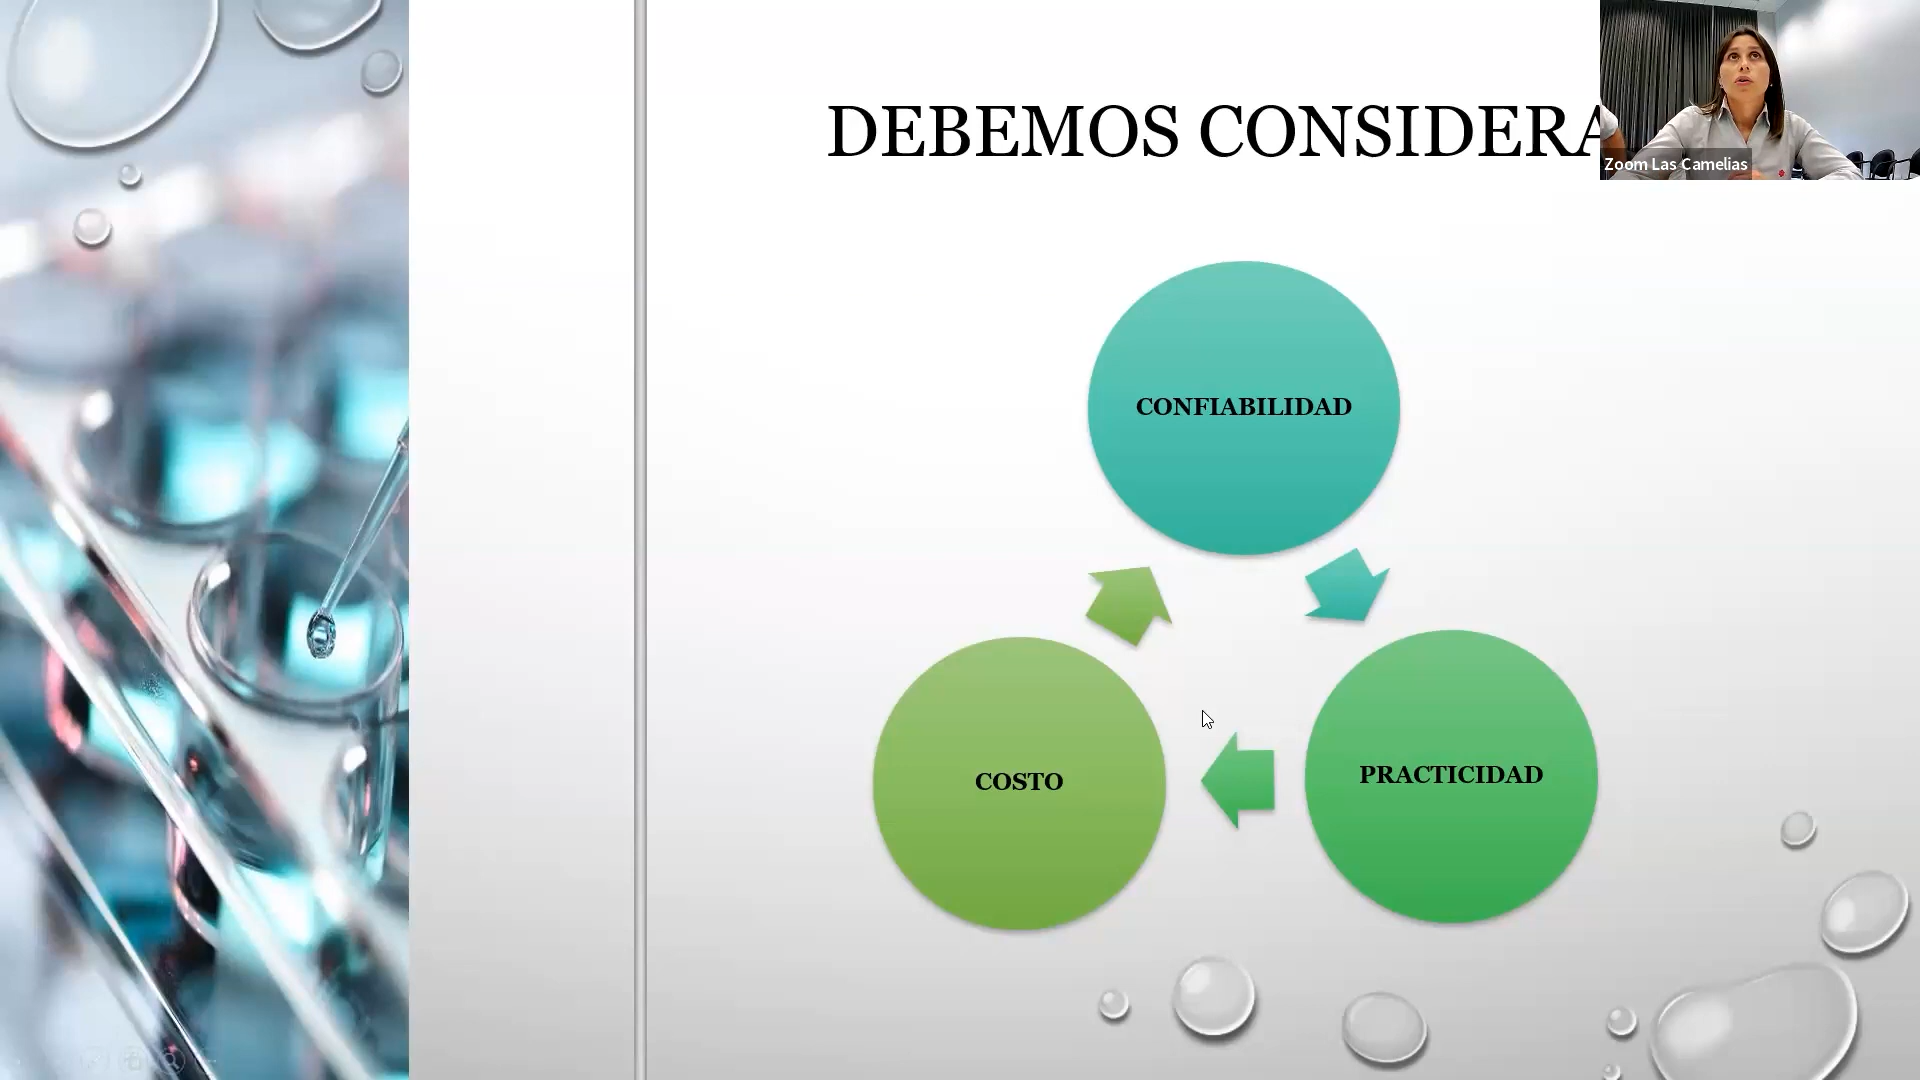 DEBEMOS CONSIDERA
Zoom Las Camelias
CONFIABILIDAD
COSTO
PRACTICIDAD